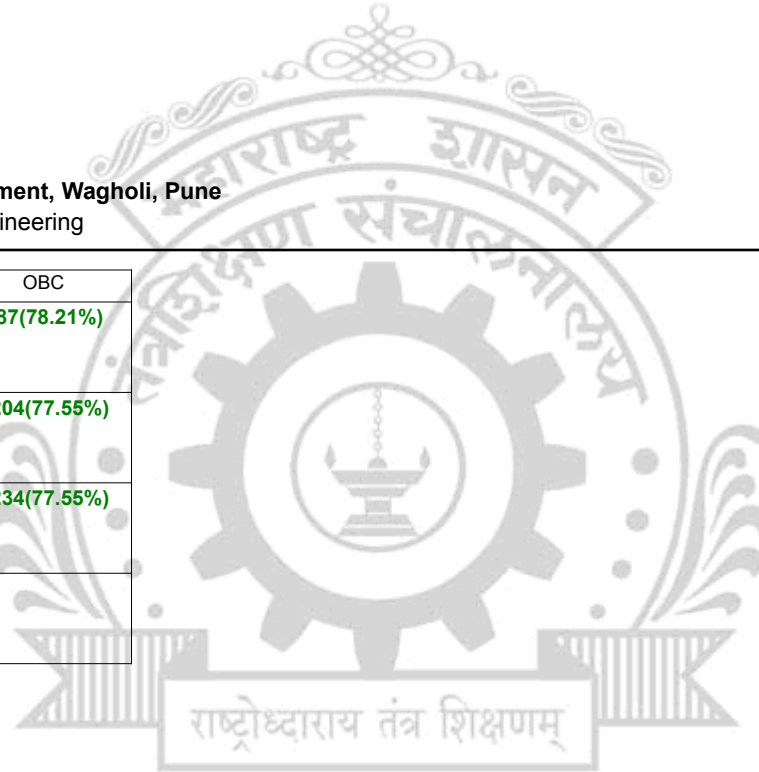 महाराष्ट्र शासन
तंत्रशिक्षण संचालनालय
ment, Wagholi, Pune
ineering
OBC
87(78.21%)
204(77.55%)
234(77.55%)
राष्ट्रोध्दाराय तंत्र शिक्षणम्